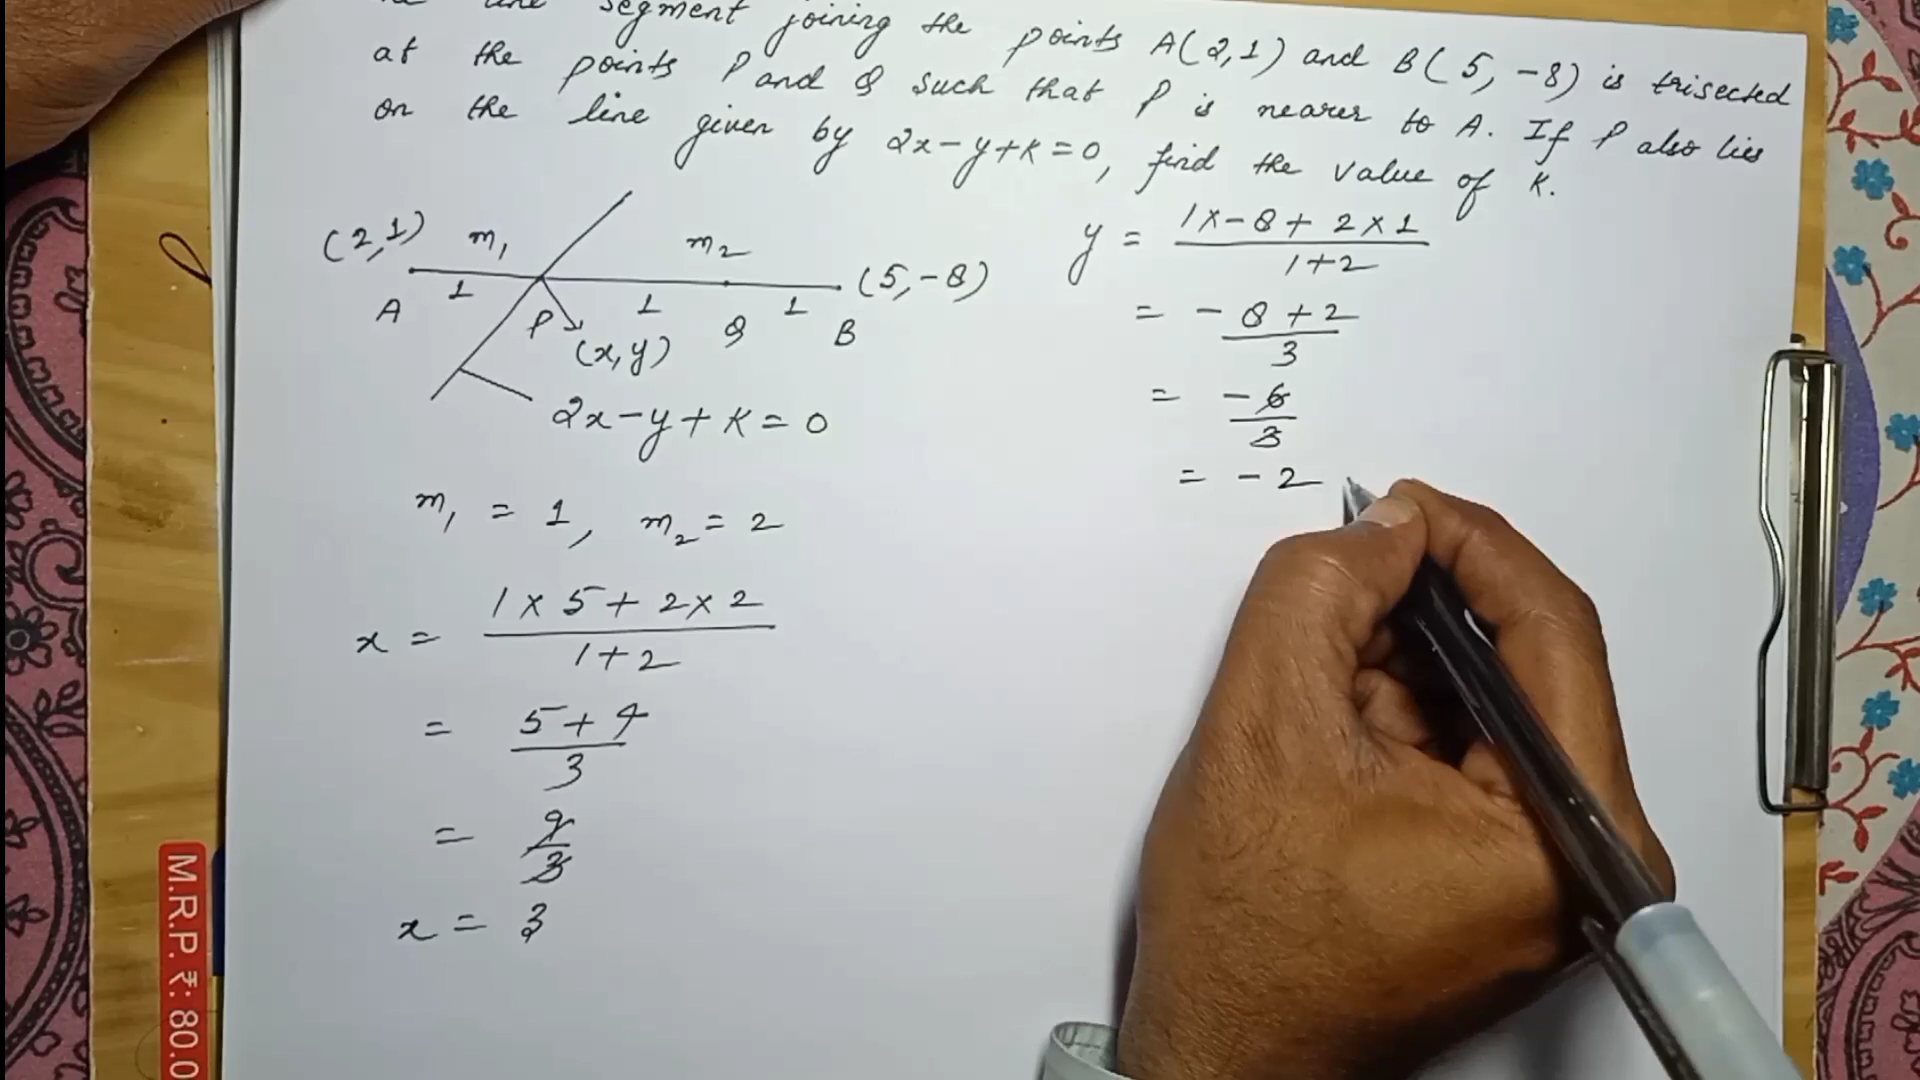 line segment joining the points A(2,1) and B(5,-8) is trisected
at the points P and Q such that P is nearer to A. If P also lies
on the line given by 2x-y+K=0, find the value of K.
(2,1) m₁ m₂ (5,-8)
A 1 P 1 Q 1 B
(x,y)
2x-y+K=0
m₁ = 1, m₂ = 2
x = 1×5+2×2
1+2
= 5+4
3
= 9
3
x = 3
y = 1×-8+2×1
1+2
= -8+2
3
= -6
3
= -2
M.R.P. ₹: 80.0